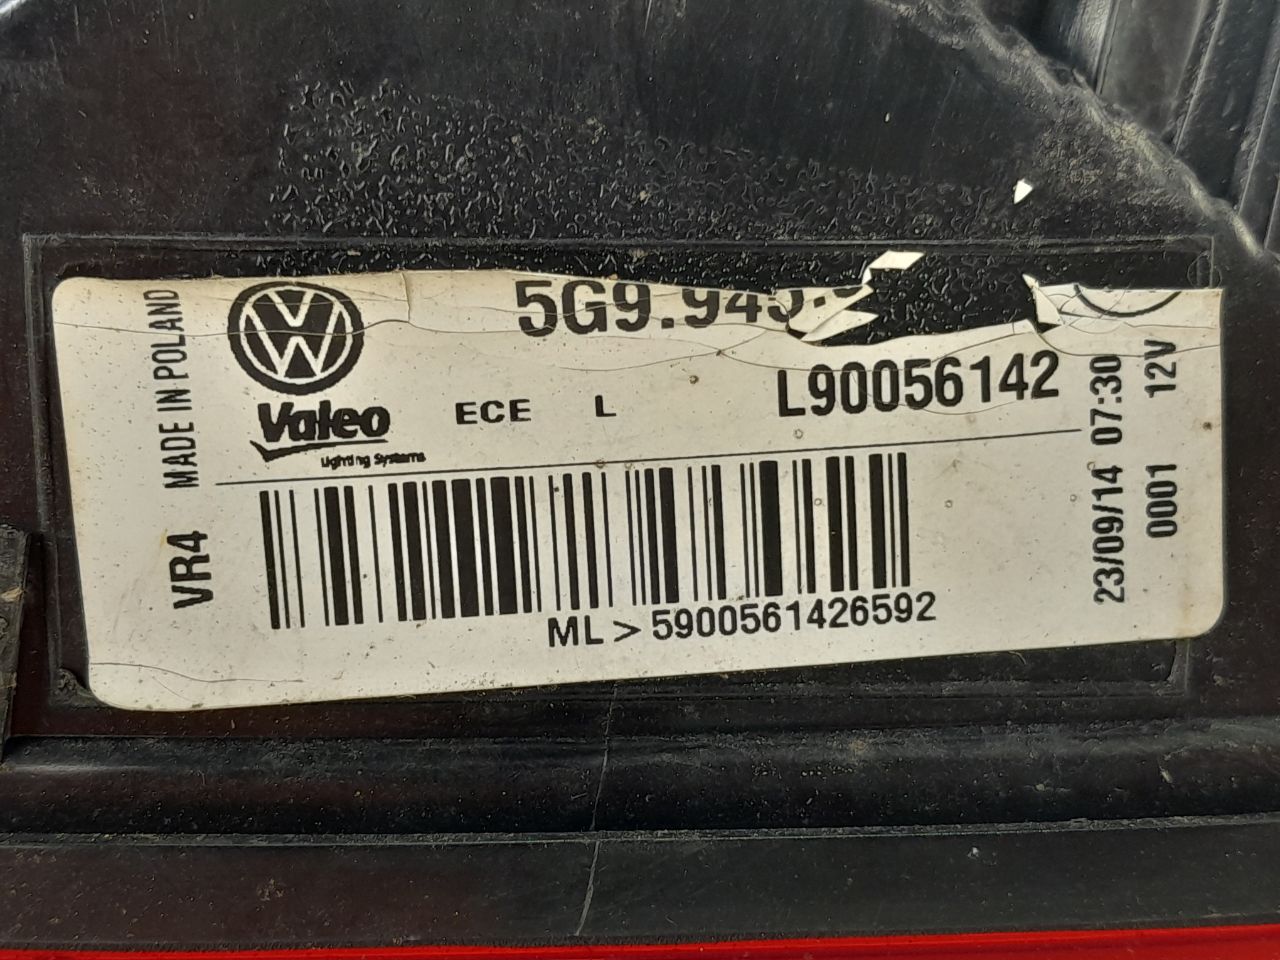 MADE IN POLAND
VR4
5G9.945.
Valeo
Lighting Systems
ECE L
L90056142
ML>5900561426592
23/09/14 07:30
0001 12V